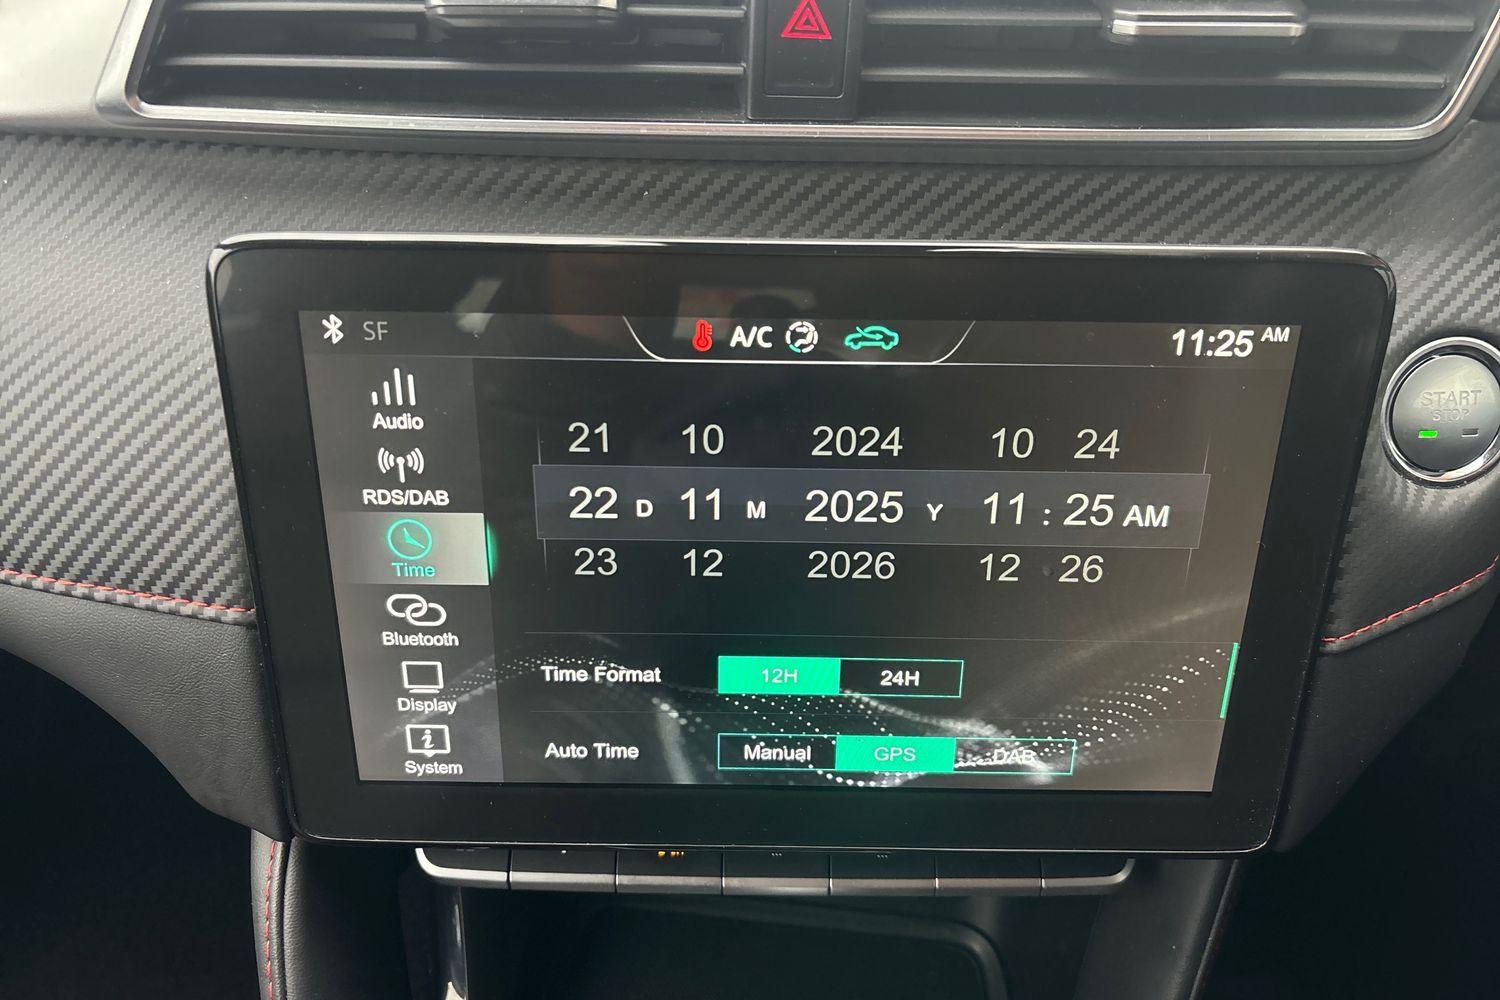 SF
A/C
11:25 AM
Audio
RDS/DAB
Time
Bluetooth
Display
System
21 10 2024 10 24
22 D 11 M 2025 Y 11 : 25 AM
23 12 2026 12 26
Time Format 12H 24H
Auto Time Manual GPS DAB
START
STOP